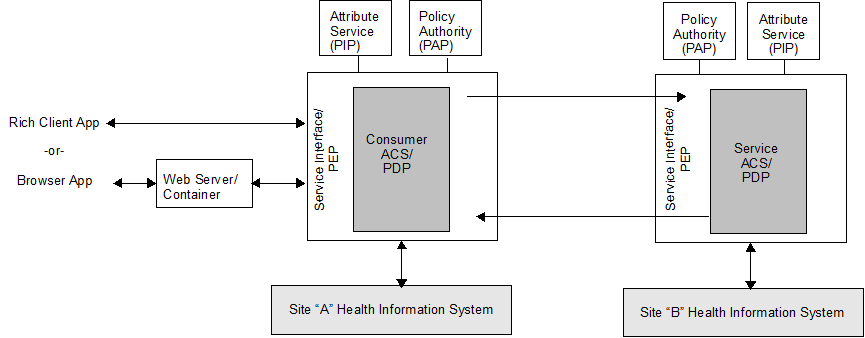 Attribute
Service
(PIP)
Policy
Authority
(PAP)
Policy
Authority
(PAP)
Attribute
Service
(PIP)
Rich Client App
-or-
Browser App
Web Server/
Container
Service Interface/
PEP
Consumer
ACS/
PDP
Service Interface/
PEP
Service
ACS/
PDP
Site “A” Health Information System
Site “B” Health Information System